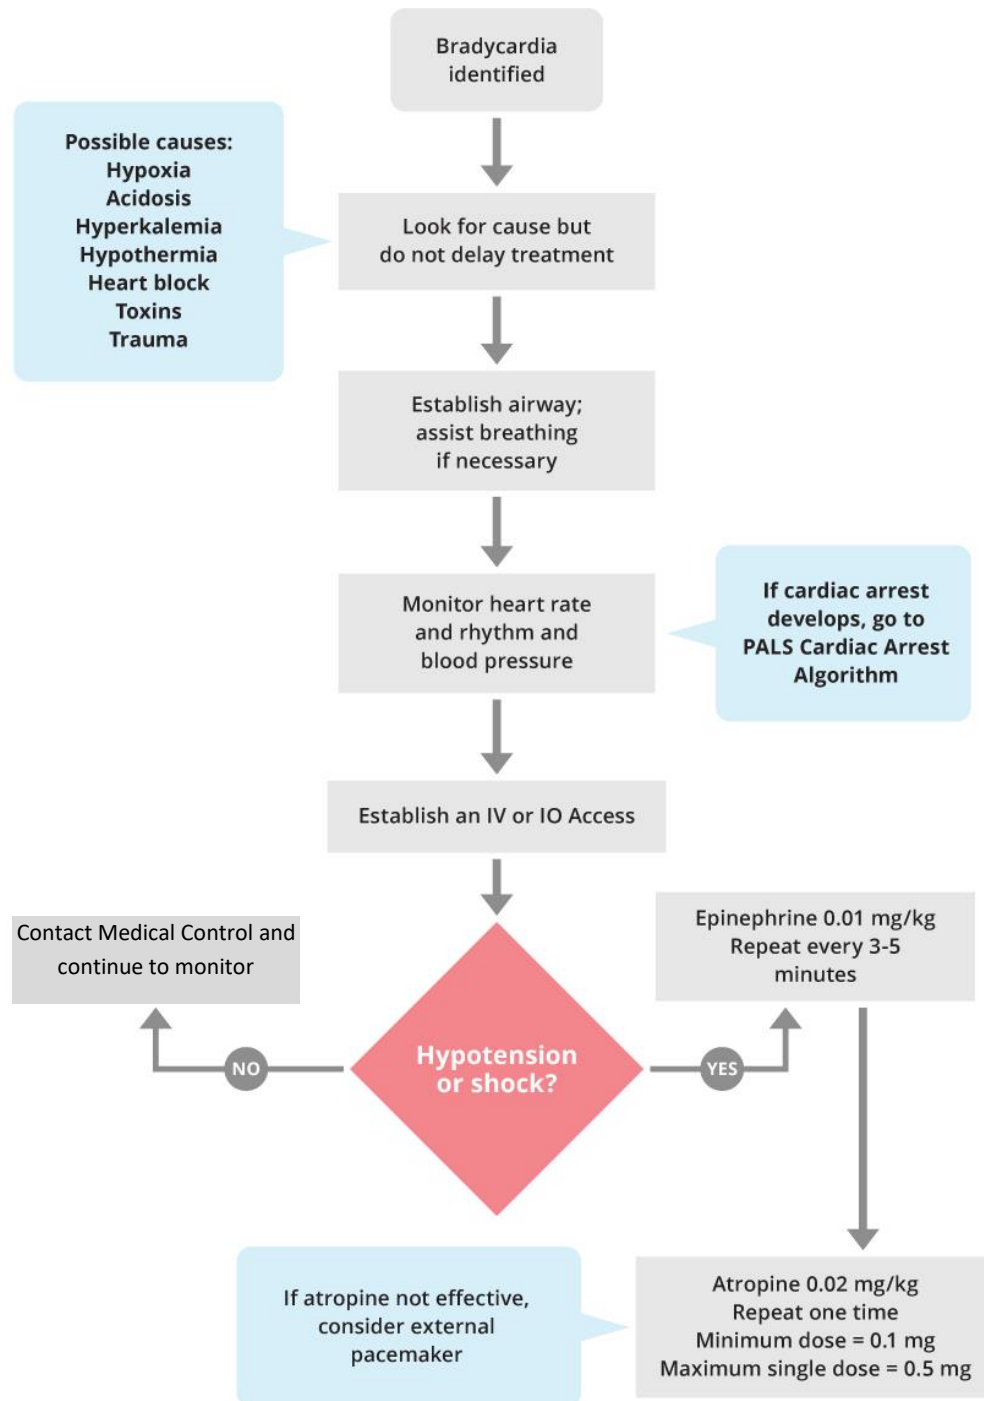 Bradycardia
identified
Possible causes:
Hypoxia
Acidosis
Hyperkalemia
Hypothermia
Heart block
Toxins
Trauma
Look for cause but
do not delay treatment
Establish airway;
assist breathing
if necessary
Monitor heart rate
and rhythm and
blood pressure
If cardiac arrest
develops, go to
PALS Cardiac Arrest
Algorithm
Establish an IV or IO Access
Contact Medical Control and
continue to monitor
NO
Hypotension
or shock?
YES
Epinephrine 0.01 mg/kg
Repeat every 3-5
minutes
If atropine not effective,
consider external
pacemaker
Atropine 0.02 mg/kg
Repeat one time
Minimum dose = 0.1 mg
Maximum single dose = 0.5 mg